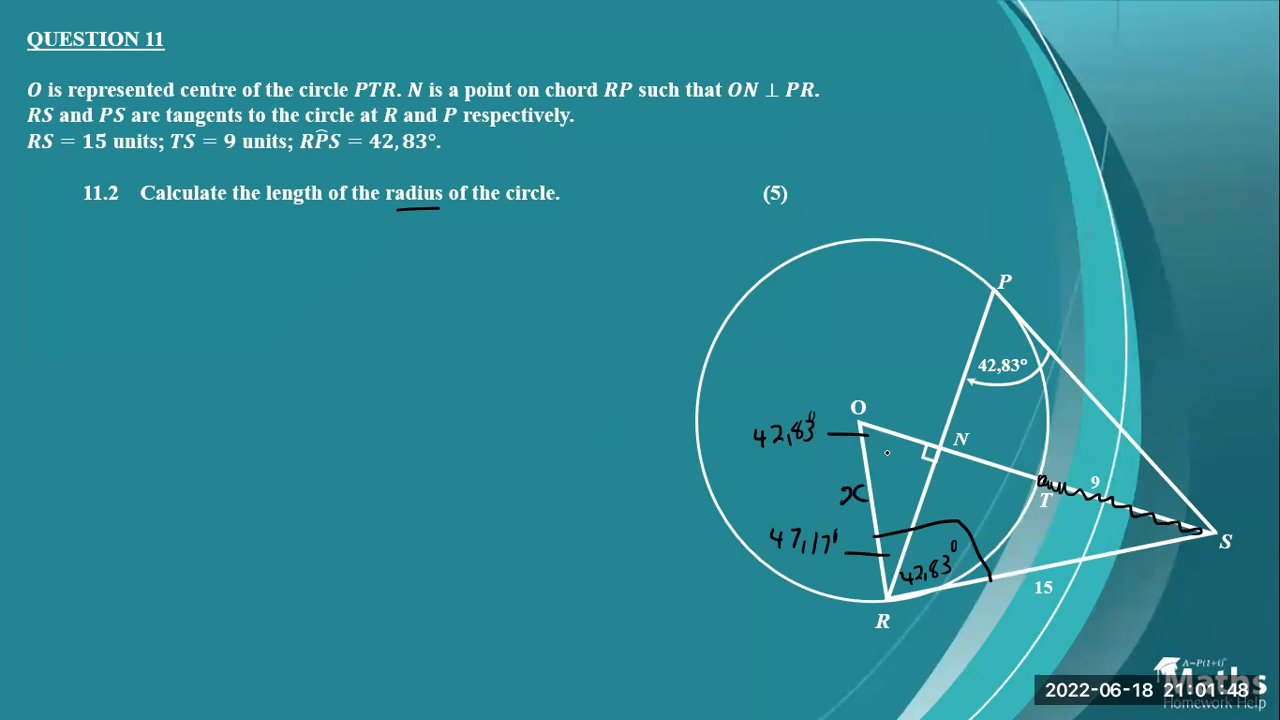 QUESTION 11
O is represented centre of the circle PTR. N is a point on chord RP such that ON ⊥ PR.
RS and PS are tangents to the circle at R and P respectively.
RS = 15 units; TS = 9 units; RP̂S = 42,83°.
11.2 Calculate the length of the radius of the circle. (5)
P
42,83°
O
42,83°
N
9
T
x
47,17°
42,83°
S
15
R
A=P(1+i)ⁿ
Maths
2022-06-18 21:01:48
Homework Help